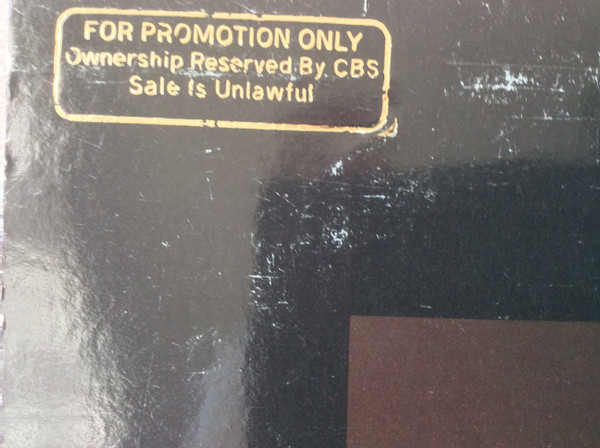 FOR PROMOTION ONLY
Ownership Reserved By CBS
Sale Is Unlawful